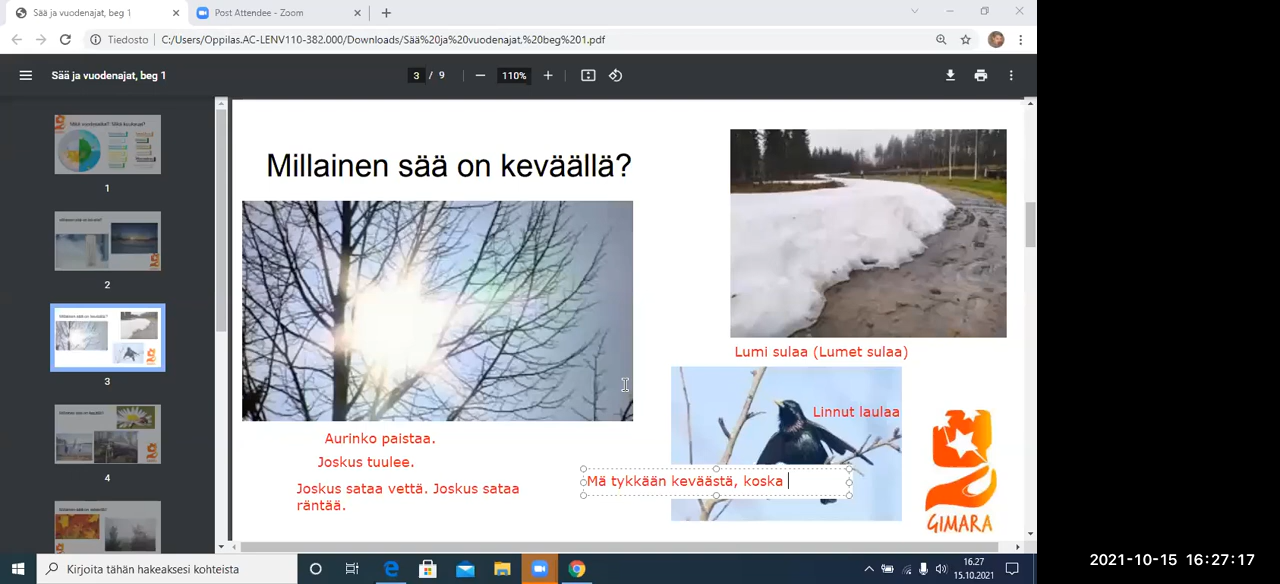 Sää ja vuodenajat, beg 1
Post Attendee - Zoom
Tiedosto
C:/Users/Oppilas.AC-LENV110-382.000/Downloads/Sää%20ja%20vuodenajat,%20beg%201.pdf
Sää ja vuodenajat, beg 1
3 / 9
110%
1
2
3
4
Millainen sää on keväällä?
Lumi sulaa (Lumet sulaa)
Linnut laulaa
Aurinko paistaa.
Joskus tuulee.
Joskus sataa vettä. Joskus sataa
räntää.
Mä tykkään keväästä, koska
GIMARA
Kirjoita tähän hakeaksesi kohteista
16.27
15.10.2021
2021-10-15 16:27:17